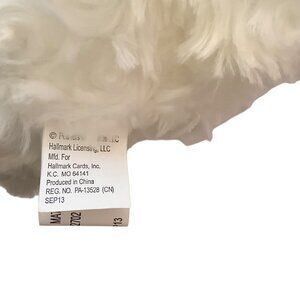 Hallmark Licensing, LLC
Mfd. For
Hallmark Cards, Inc.
K.C. MO 64141
Produced in China
REG. NO. PA-13528 (CN)
SEP13